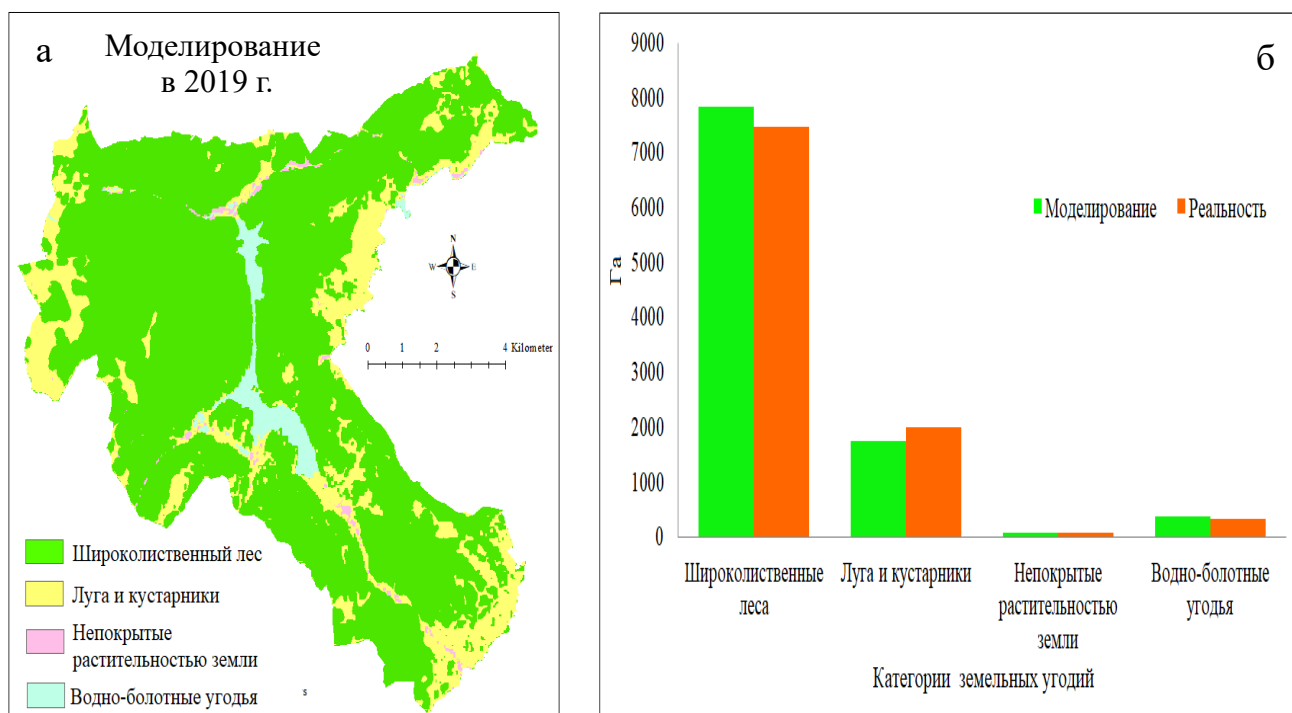 а
Моделирование
в 2019 г.
N
W
E
S
0 1 2 4 Kilometer
Широколиственный лес
Луга и кустарники
Непокрытые
растительностью земли
Водно-болотные угодья
s
б
9000
8000
7000
6000
5000
4000
3000
2000
1000
0
Га
Моделирование
Реальность
Широколиственные
леса
Луга и кустарники
Непокрытые
растительностью
земли
Водно-болотные
угодья
Категории земельных угодий